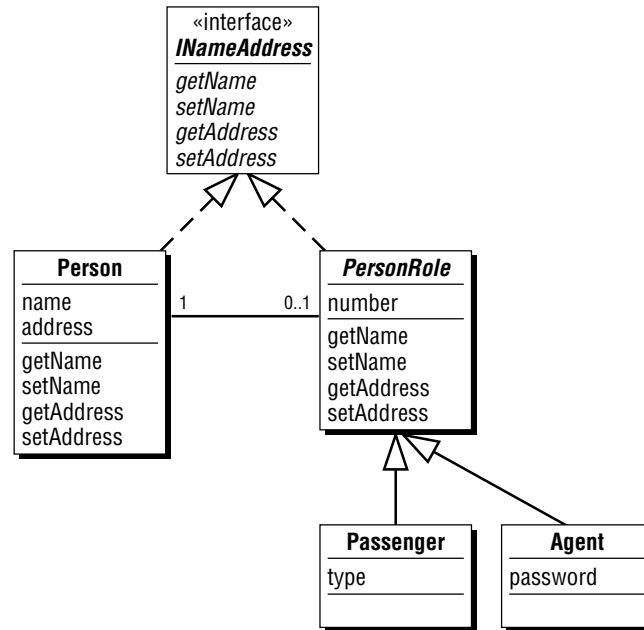 «interface»
INameAddress
getName
setName
getAddress
setAddress
Person
name
address
getName
setName
getAddress
setAddress
1
0..1
PersonRole
number
getName
setName
getAddress
setAddress
Passenger
type
Agent
password